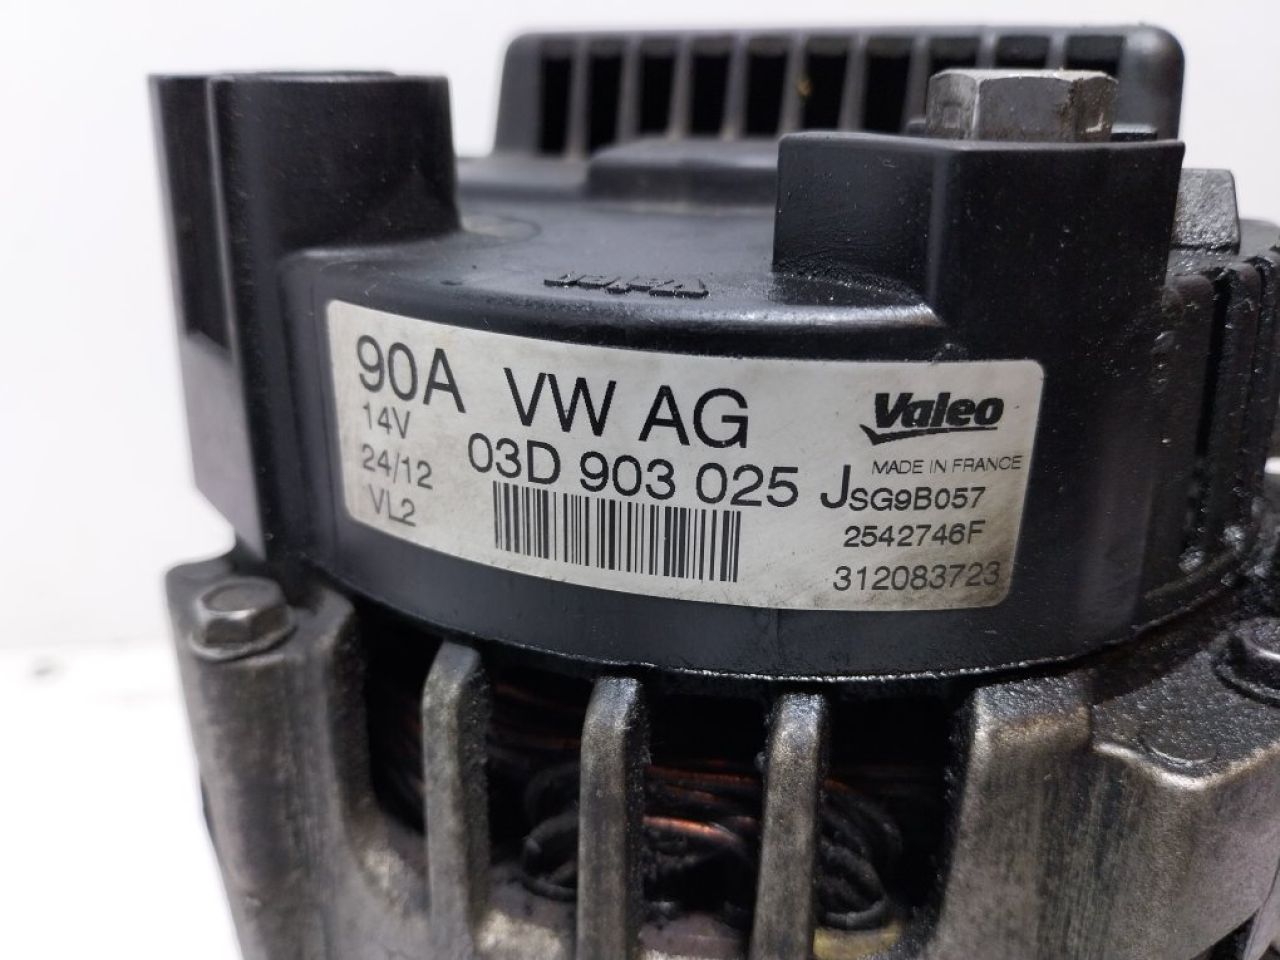 90A VW AG
14V
24/12
VL2
03D 903 025 J
Valeo
MADE IN FRANCE
SG9B057
2542746F
312083723